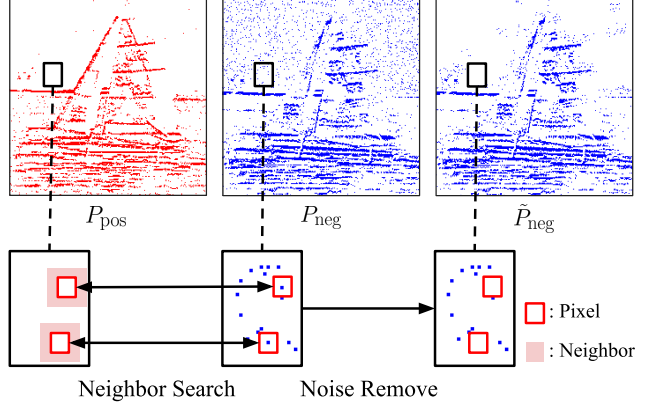 P_pos P_neg P̃_neg
: Pixel
: Neighbor
Neighbor Search Noise Remove